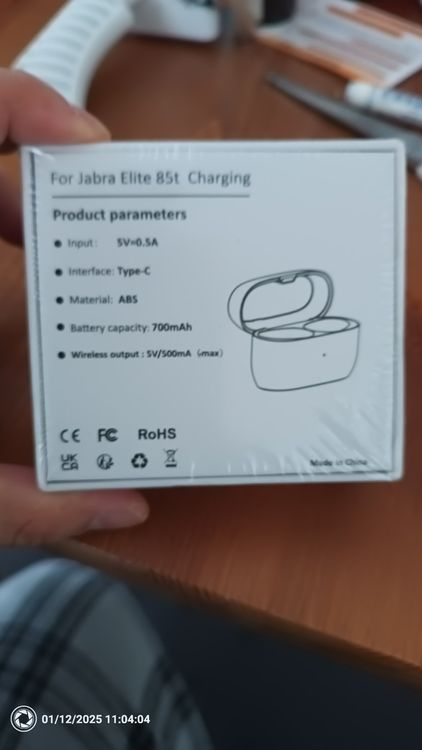 For Jabra Elite 85t Charging
Product parameters
● Input: 5V=0.5A
● Interface: Type-C
● Material: ABS
● Battery capacity: 700mAh
● Wireless output : 5V/500mA (max)
CE FC RoHS
UK
CA
Made in China
01/12/2025 11:04:04